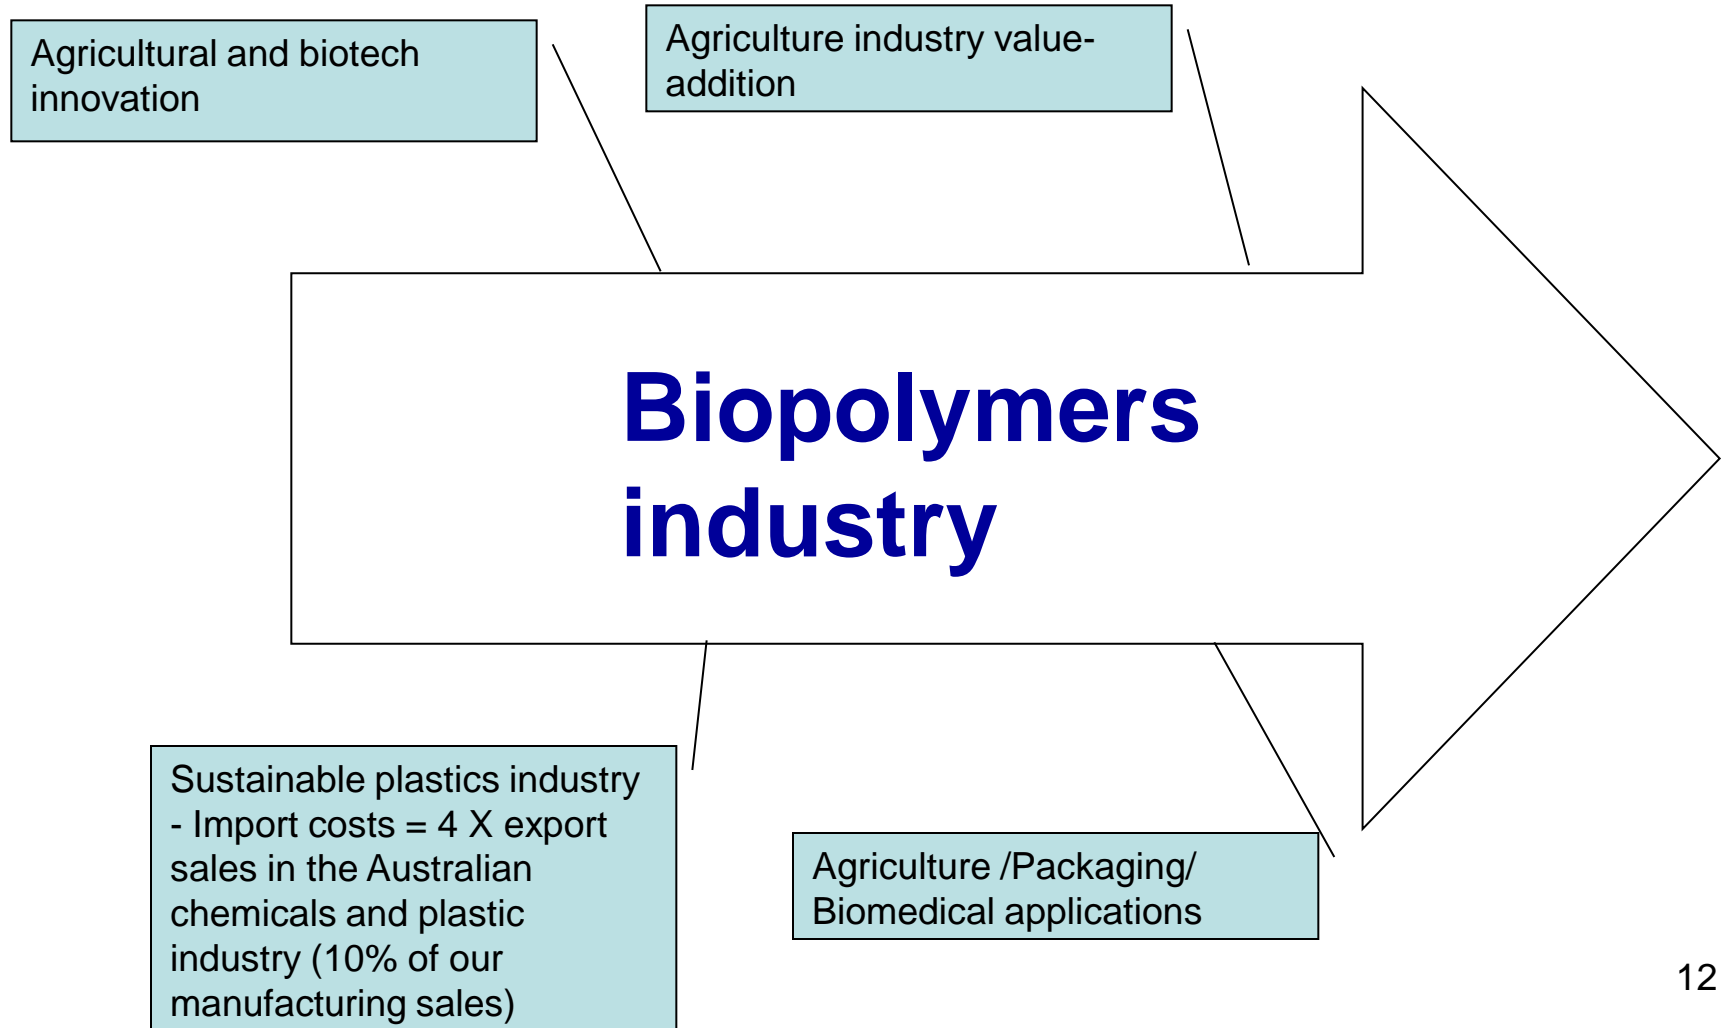 Agricultural and biotech
innovation
Agriculture industry value-
addition
Biopolymers
industry
Sustainable plastics industry
- Import costs = 4 X export
sales in the Australian
chemicals and plastic
industry (10% of our
manufacturing sales)
Agriculture /Packaging/
Biomedical applications
12